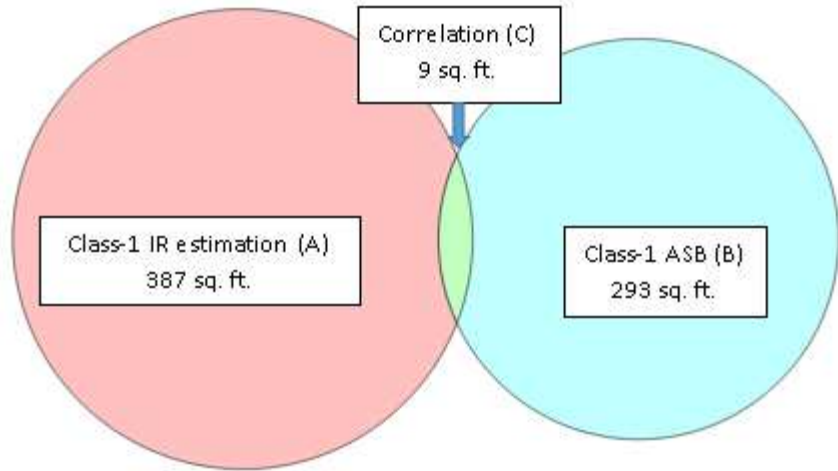 Correlation (C)
9 sq. ft.
Class-1 IR estimation (A)
387 sq. ft.
Class-1 ASB (B)
293 sq. ft.